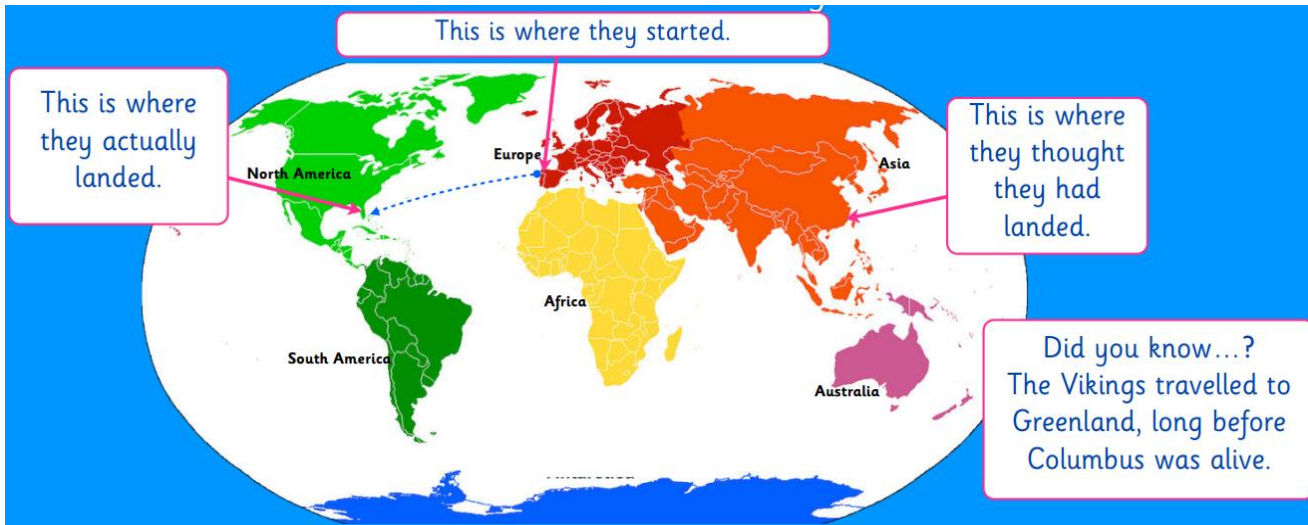 This is where they started.
This is where
they actually
landed.
This is where
they thought
they had
landed.
Europe
North America
Asia
Africa
South America
Australia
Did you know...?
The Vikings travelled to
Greenland, long before
Columbus was alive.